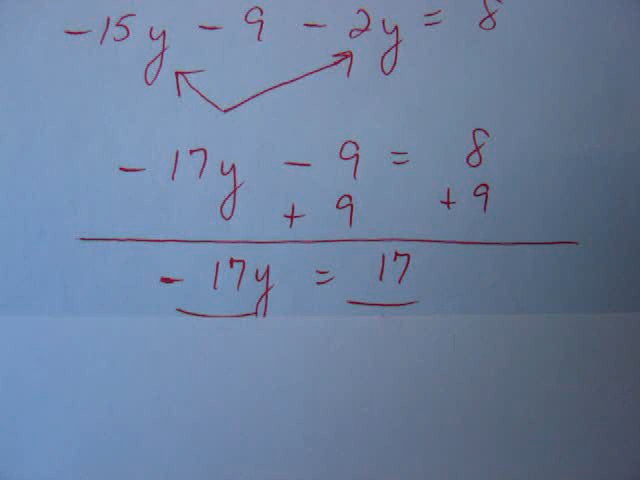 -15y - 9 - 2y = 8
-17y - 9 = 8
+ 9 + 9
-17y = 17